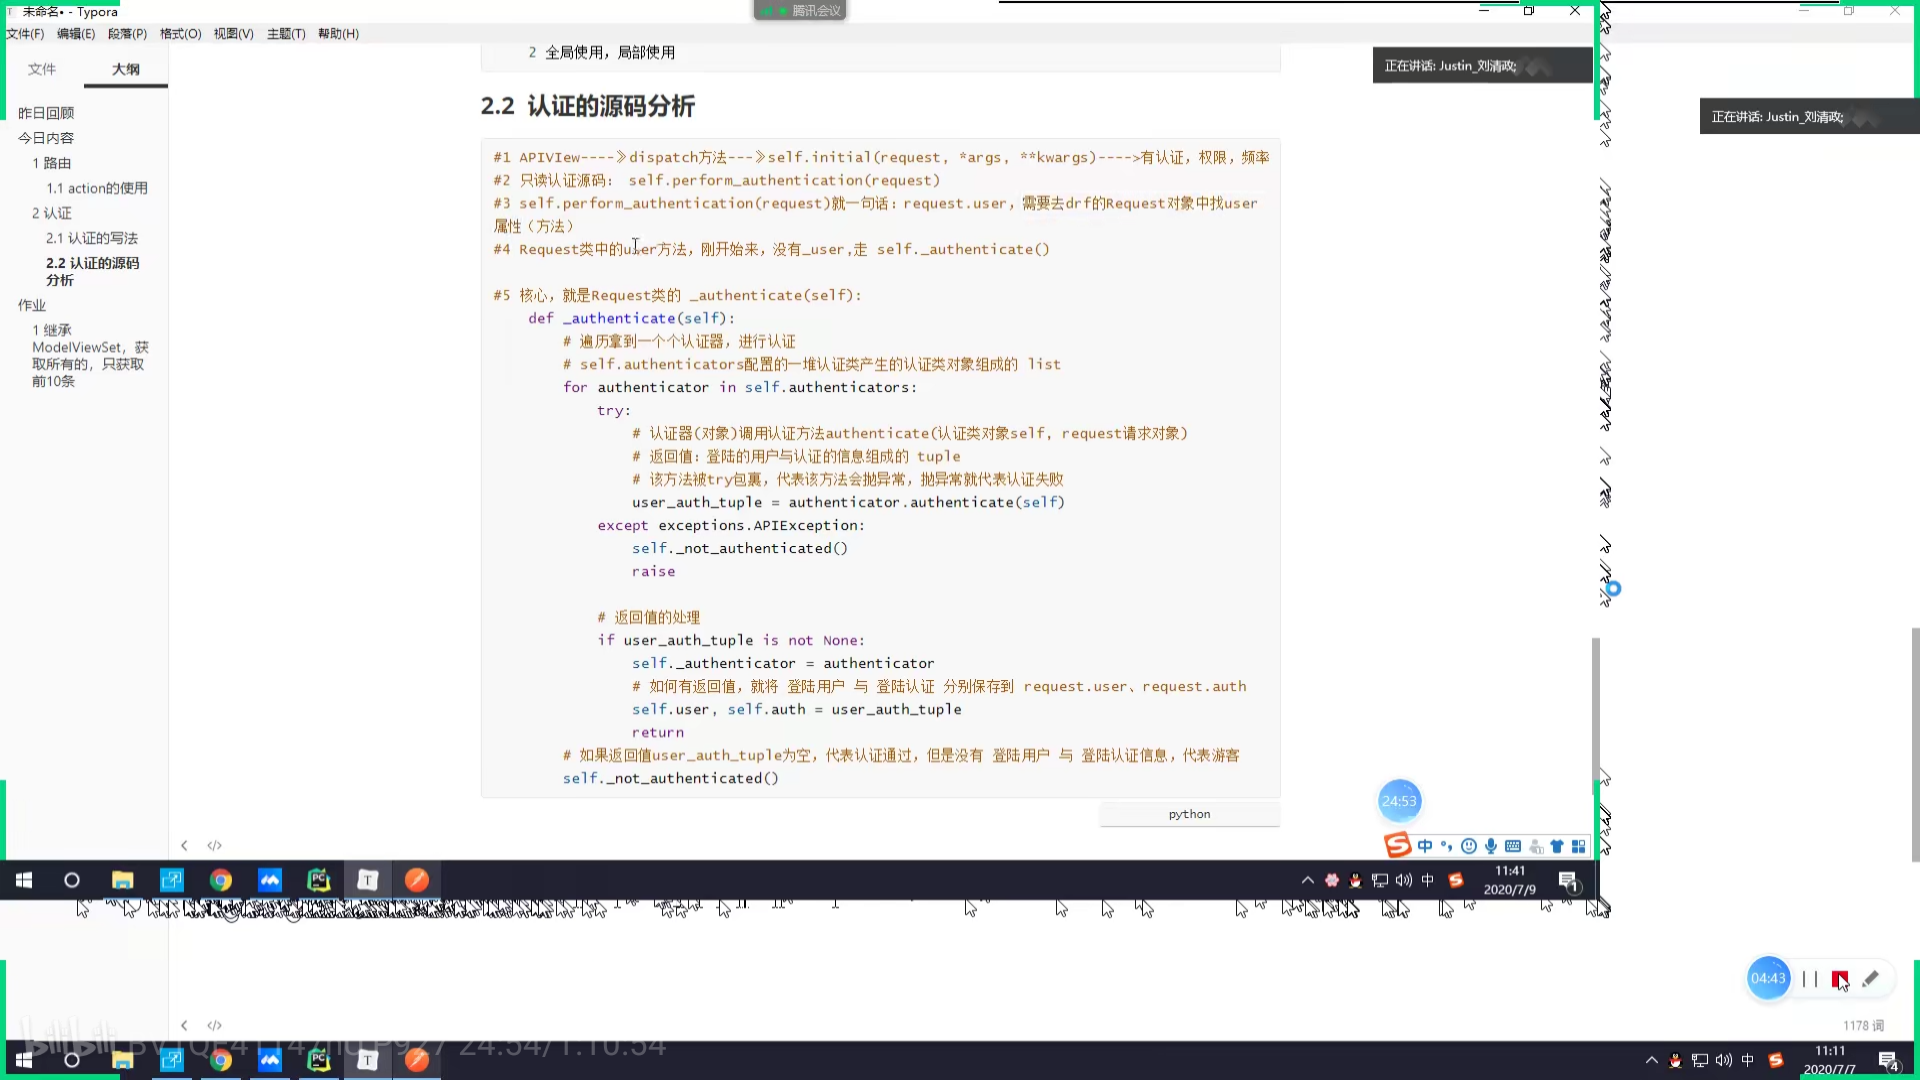 未命名• - Typora
腾讯会议
文件(F) 编辑(E) 段落(P) 格式(O) 视图(V) 主题(T) 帮助(H)
文件 大纲
昨日回顾
今日内容
1 路由
1.1 action的使用
2 认证
2.1 认证的写法
2.2 认证的源码
分析
作业
1 继承
ModelViewSet，获
取所有的，只获取
前10条
2 全局使用，局部使用
正在讲话: Justin_刘清政;
正在讲话: Justin_刘清政;
2.2 认证的源码分析
#1 APIVIew----》dispatch方法---》self.initial(request, *args, **kwargs)---->有认证，权限，频率
#2 只读认证源码： self.perform_authentication(request)
#3 self.perform_authentication(request)就一句话：request.user，需要去drf的Request对象中找user
属性（方法）
#4 Request类中的user方法，刚开始来，没有_user,走 self._authenticate()
#5 核心，就是Request类的 _authenticate(self):
def _authenticate(self):
# 遍历拿到一个个认证器，进行认证
# self.authenticators配置的一堆认证类产生的认证类对象组成的 list
for authenticator in self.authenticators:
try:
# 认证器(对象)调用认证方法authenticate(认证类对象self, request请求对象)
# 返回值：登陆的用户与认证的信息组成的 tuple
# 该方法被try包裹，代表该方法会抛异常，抛异常就代表认证失败
user_auth_tuple = authenticator.authenticate(self)
except exceptions.APIException:
self._not_authenticated()
raise
# 返回值的处理
if user_auth_tuple is not None:
self._authenticator = authenticator
# 如何有返回值，就将 登陆用户 与 登陆认证 分别保存到 request.user、request.auth
self.user, self.auth = user_auth_tuple
return
# 如果返回值user_auth_tuple为空，代表认证通过，但是没有 登陆用户 与 登陆认证信息，代表游客
self._not_authenticated()
python
24:53
中
中
11:41
2020/7/9
1
04:43
1178 词
中
11:11
2020/7/7
4